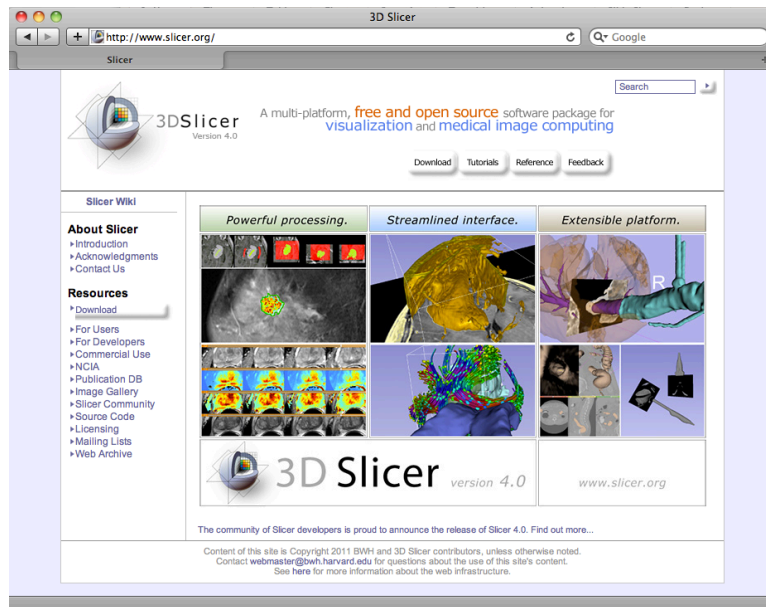 3D Slicer
http://www.slicer.org/
Google
Slicer
Search
3DSlicer
Version 4.0
A multi-platform, free and open source software package for
visualization and medical image computing
Download Tutorials Reference Feedback
Slicer Wiki
About Slicer
Introduction
Acknowledgments
Contact Us
Resources
Download
For Users
For Developers
Commercial Use
NCIA
Publication DB
Image Gallery
Slicer Community
Source Code
Licensing
Mailing Lists
Web Archive
Powerful processing. Streamlined interface. Extensible platform.
R
3D Slicer version 4.0
www.slicer.org
The community of Slicer developers is proud to announce the release of Slicer 4.0. Find out more...
Content of this site is Copyright 2011 BWH and 3D Slicer contributors, unless otherwise noted.
Contact webmaster@bwh.harvard.edu for questions about the use of this site's content.
See here for more information about the web infrastructure.